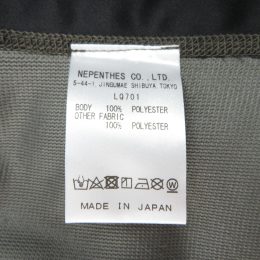 NEPENTHES CO., LTD.
5-44-1 JINGUMAE SHIBUYA TOKYO
LQ701
BODY 100% POLYESTER
OTHER FABRIC
100% POLYESTER
MADE IN JAPAN